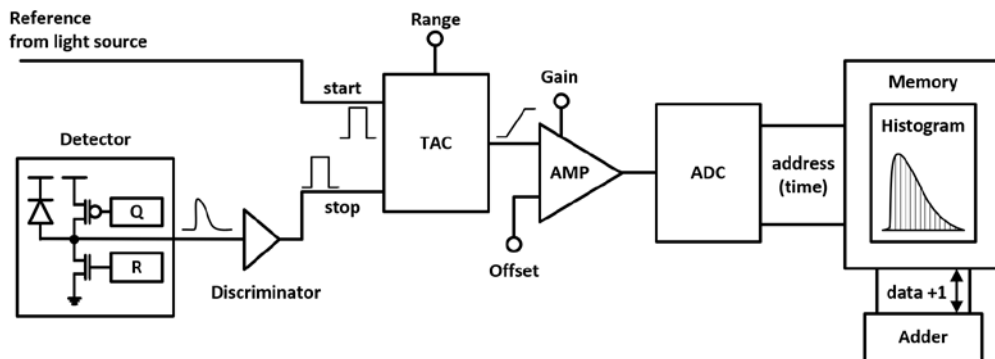 Reference
from light source
Range
start
Gain
Memory
Detector
TAC
Histogram
AMP
ADC
address
(time)
Q
stop
R
Offset
Discriminator
data +1
Adder